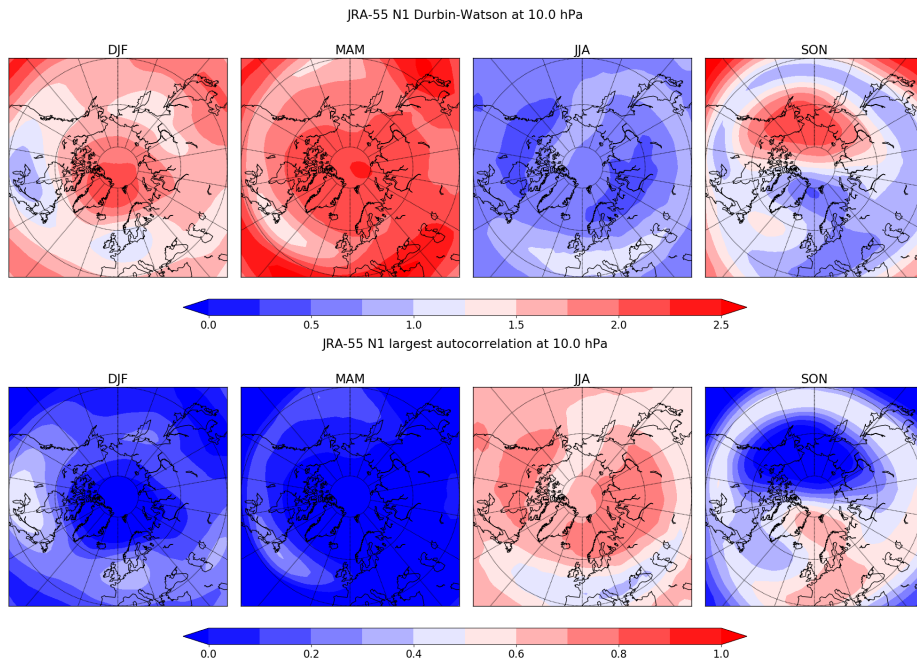 JRA-55 N1 Durbin-Watson at 10.0 hPa
DJF MAM JJA SON
0.0 0.5 1.0 1.5 2.0 2.5
JRA-55 N1 largest autocorrelation at 10.0 hPa
DJF MAM JJA SON
0.0 0.2 0.4 0.6 0.8 1.0